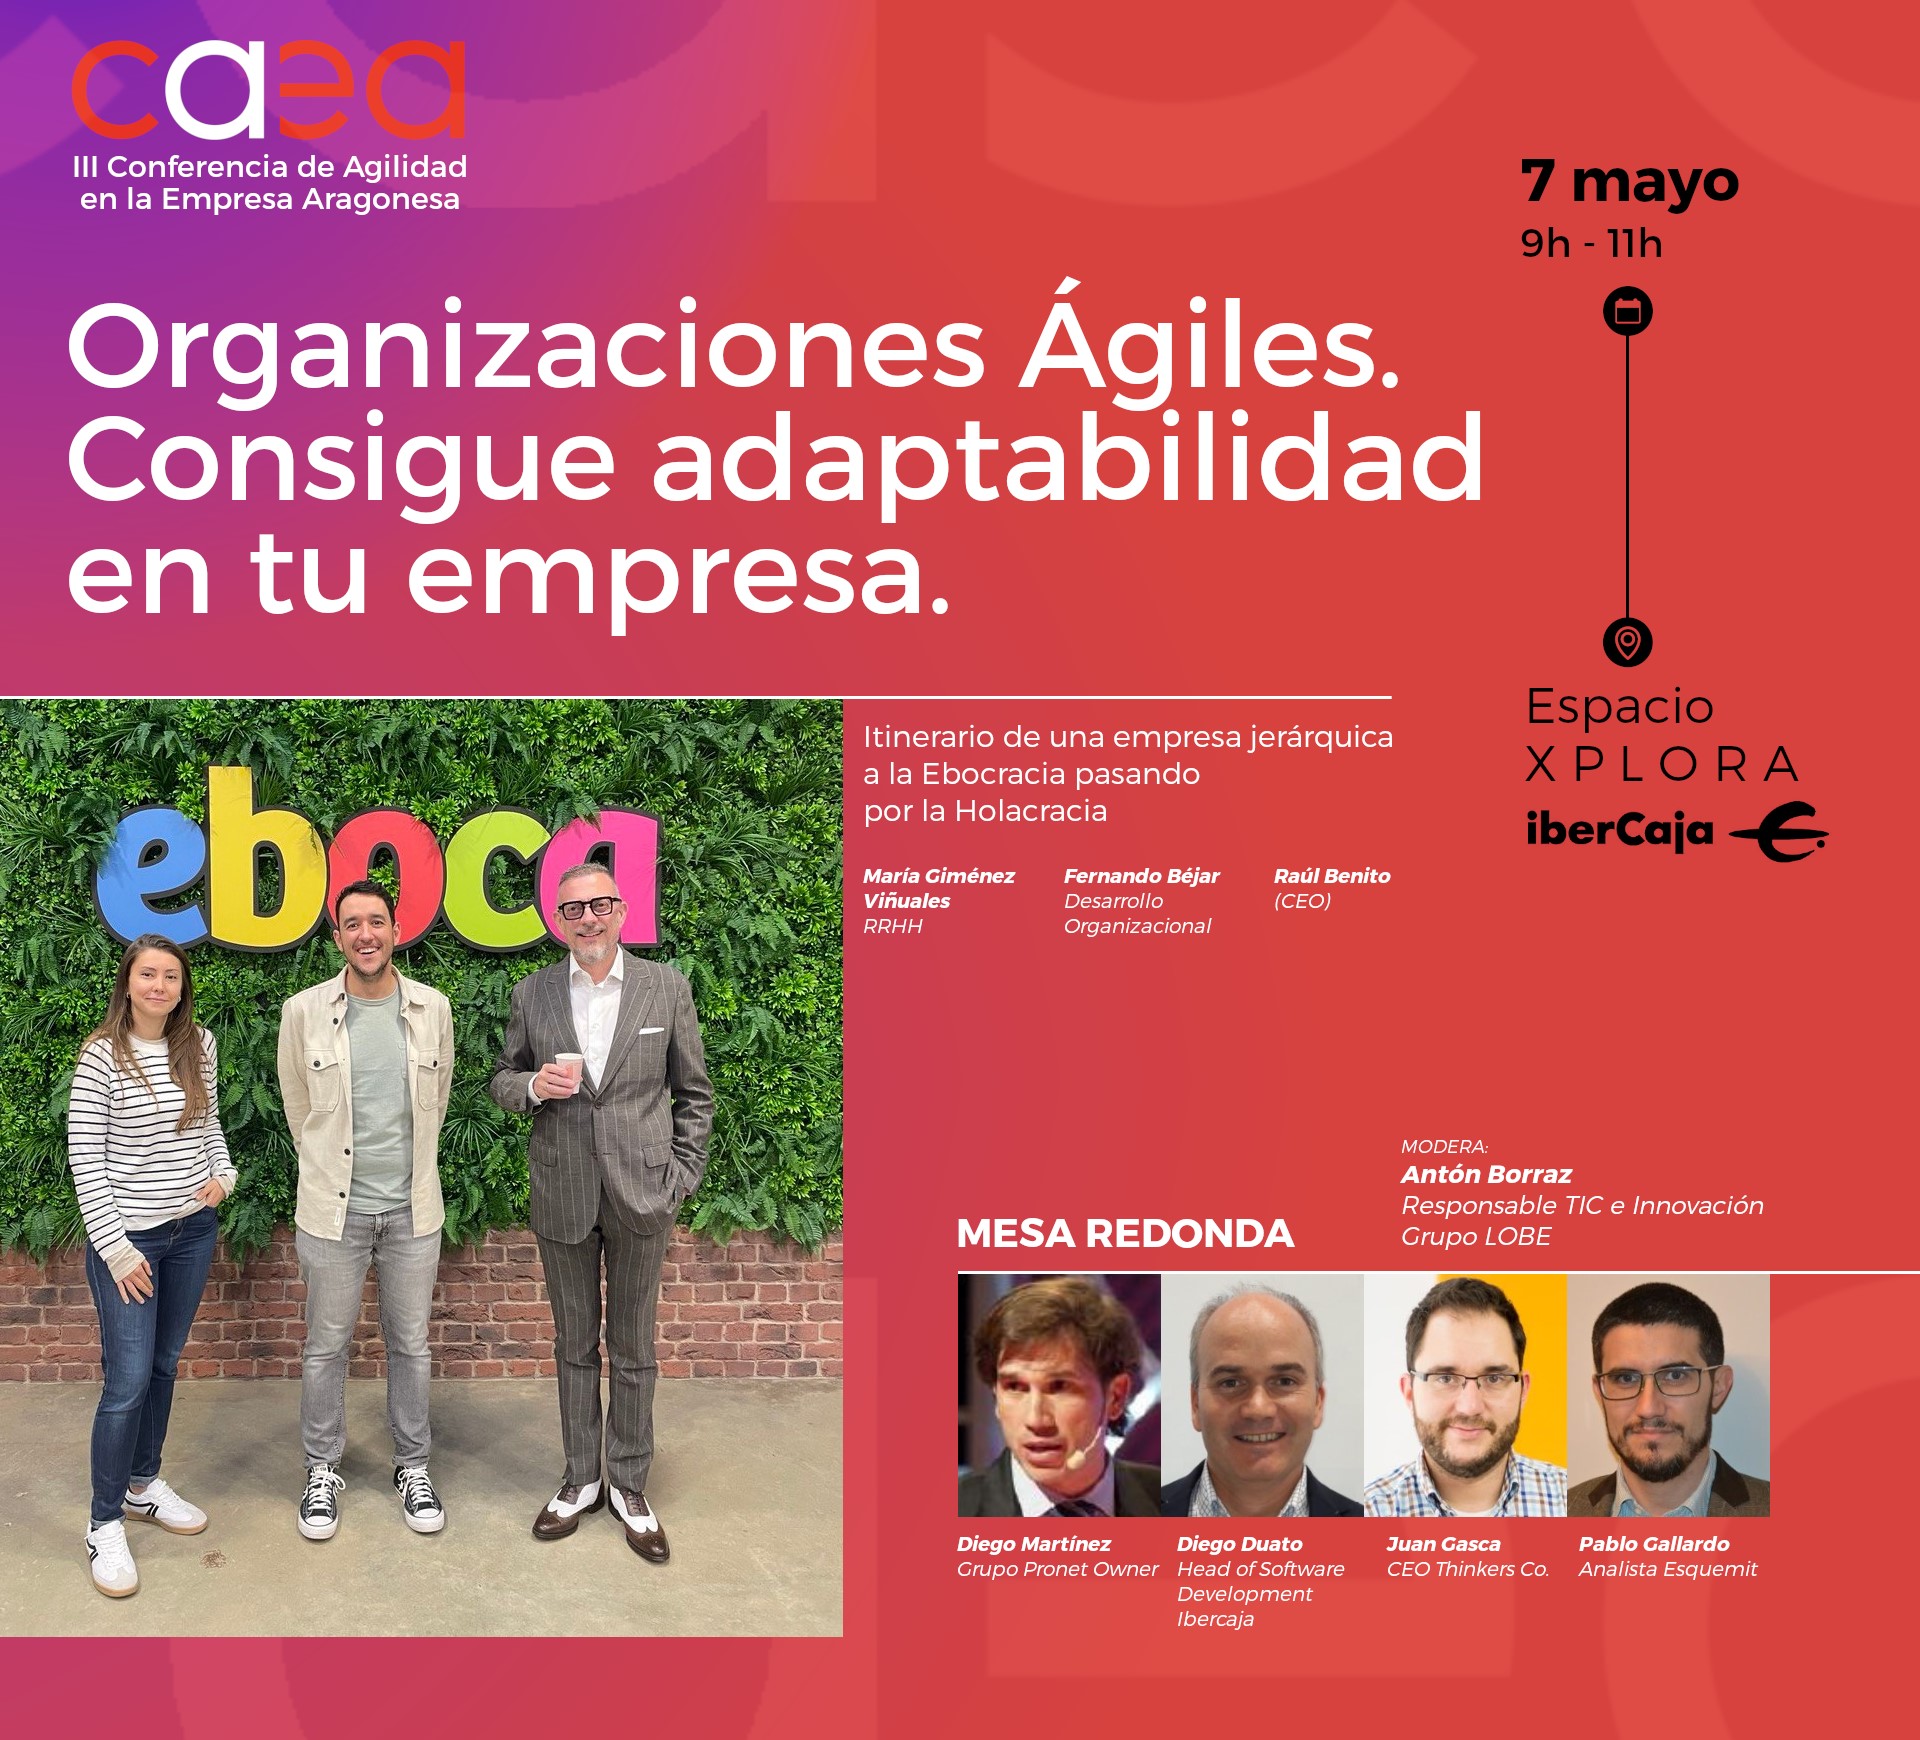 caea
III Conferencia de Agilidad
en la Empresa Aragonesa
7 mayo
9h - 11h
Organizaciones Ágiles.
Consigue adaptabilidad
en tu empresa.
Espacio
XPLORA
iberCaja
eboca
Itinerario de una empresa jerárquica
a la Ebocracia pasando
por la Holacracia
María Giménez
Viñuales
RRHH
Fernando Béjar
Desarrollo
Organizacional
Raúl Benito
(CEO)
MODERA:
Antón Borraz
Responsable TIC e Innovación
Grupo LOBE
MESA REDONDA
Diego Martínez
Grupo Pronet Owner
Diego Duato
Head of Software
Development
Ibercaja
Juan Gasca
CEO Thinkers Co.
Pablo Gallardo
Analista Esquemit